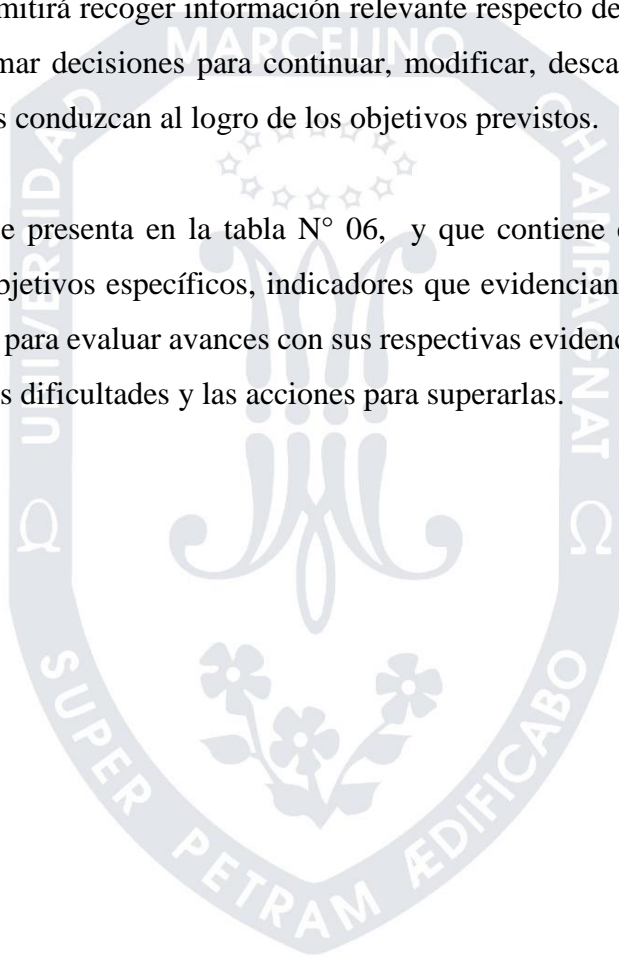 mitirá recoger información relevante respecto de
mar decisiones para continuar, modificar, desca
s conduzcan al logro de los objetivos previstos.
e presenta en la tabla N° 06, y que contiene
bjetivos específicos, indicadores que evidencian
para evaluar avances con sus respectivas evidenc
s dificultades y las acciones para superarlas.
UNIVERSIDAD
MARCELINO
CHAMPAGNAT
Ω Ω
SUPER PETRAM ÆDIFICABO